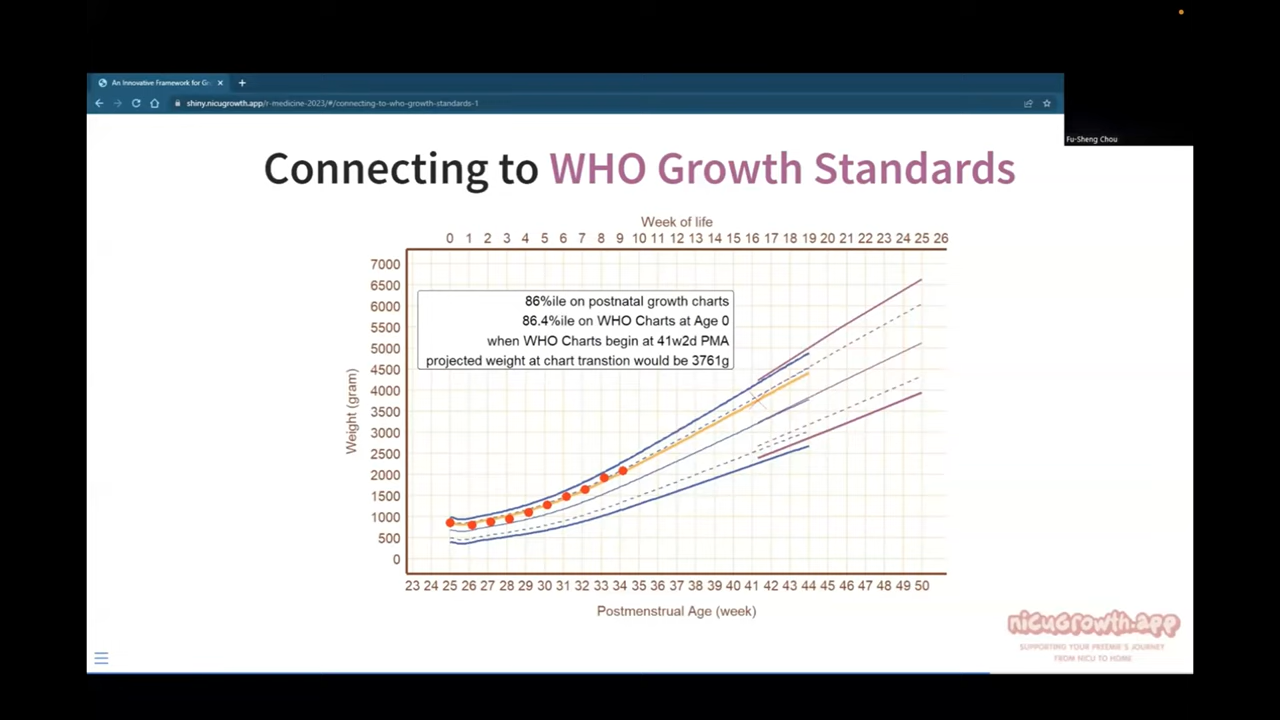 An Innovative Framework for Gr
shiny.nicugrowth.app/r-medicine-2023/#/connecting-to-who-growth-standards-1
Fu-Sheng Chou
Connecting to WHO Growth Standards
Week of life
0 1 2 3 4 5 6 7 8 9 10 11 12 13 14 15 16 17 18 19 20 21 22 23 24 25 26
7000
6500
6000
5500
5000
4500
4000
3500
3000
2500
2000
1500
1000
500
0
Weight (gram)
86%ile on postnatal growth charts
86.4%ile on WHO Charts at Age 0
when WHO Charts begin at 41w2d PMA
projected weight at chart transtion would be 3761g
23 24 25 26 27 28 29 30 31 32 33 34 35 36 37 38 39 40 41 42 43 44 45 46 47 48 49 50
Postmenstrual Age (week)
nicuGrowth.app
SUPPORTING YOUR PREEMIE'S JOURNEY
FROM NICU TO HOME